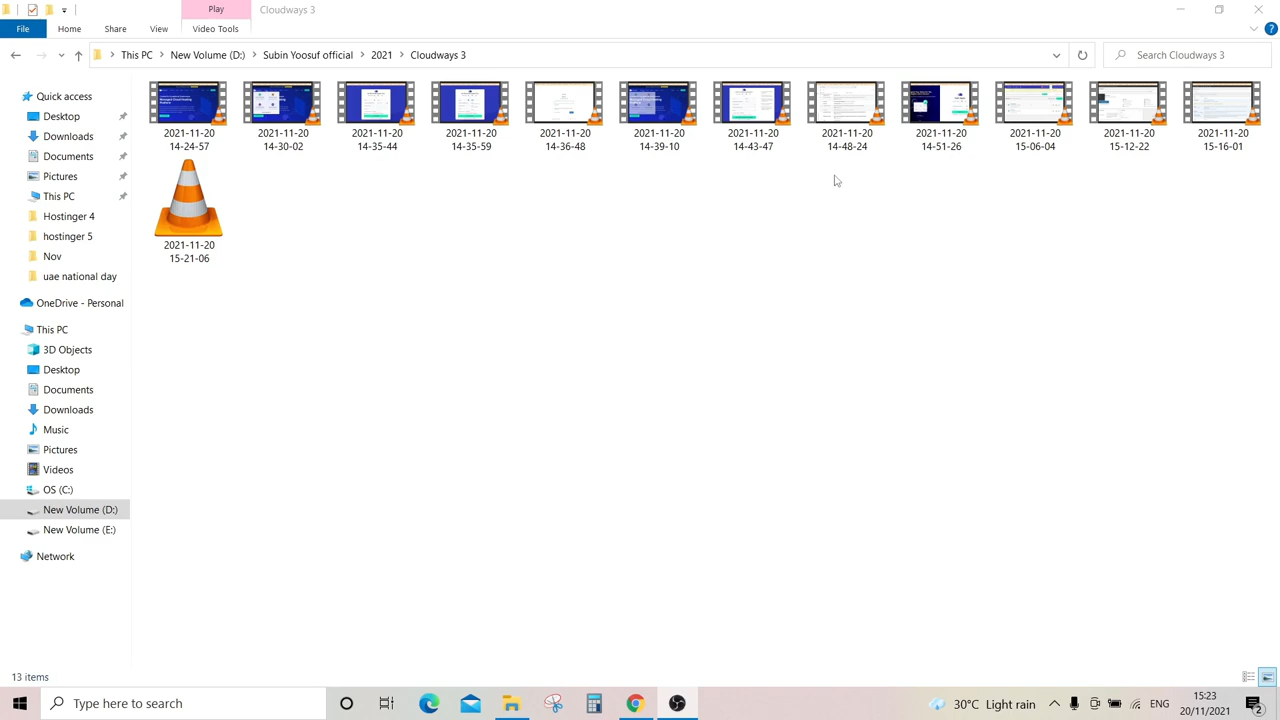 Play
Cloudways 3
File
Home
Share
View
Video Tools
This PC
New Volume (D:)
Subin Yoosuf official
2021
Cloudways 3
Search Cloudways 3
Quick access
Desktop
Downloads
Documents
Pictures
This PC
Hostinger 4
hostinger 5
Nov
uae national day
OneDrive - Personal
This PC
3D Objects
Desktop
Documents
Downloads
Music
Pictures
Videos
OS (C:)
New Volume (D:)
New Volume (E:)
Network
2021-11-20
14-24-57
2021-11-20
14-30-02
2021-11-20
14-35-44
2021-11-20
14-35-59
2021-11-20
14-36-48
2021-11-20
14-39-10
2021-11-20
14-43-47
2021-11-20
14-48-24
2021-11-20
14-51-26
2021-11-20
15-06-04
2021-11-20
15-12-22
2021-11-20
15-16-01
2021-11-20
15-21-06
13 items
Type here to search
30°C Light rain
ENG
15:23
20/11/2021
2